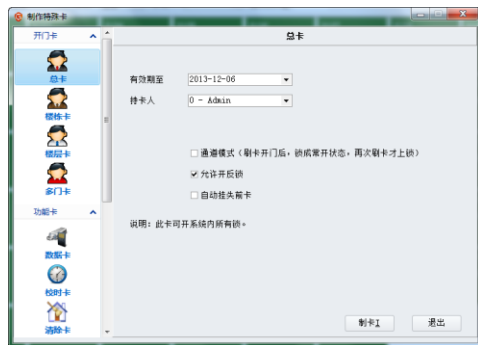 制作特殊卡
开门卡
总卡
楼栋卡
楼层卡
多门卡
功能卡
数据卡
校时卡
清除卡
总卡
有效期至 2013-12-06
持卡人 0 - Admin
通道模式（刷卡开门后，锁成常开状态，再次刷卡才上锁）
允许开反锁
自动挂失前卡
说明：此卡可开系统内所有锁。
制卡I 退出